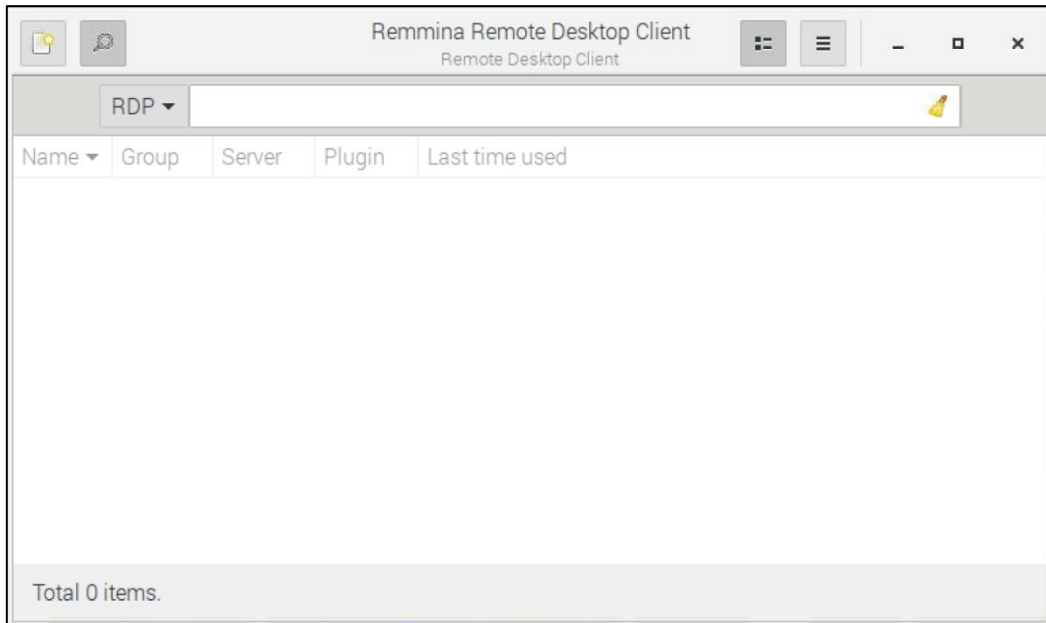 Remmina Remote Desktop Client
Remote Desktop Client
RDP
Name Group Server Plugin Last time used
Total 0 items.